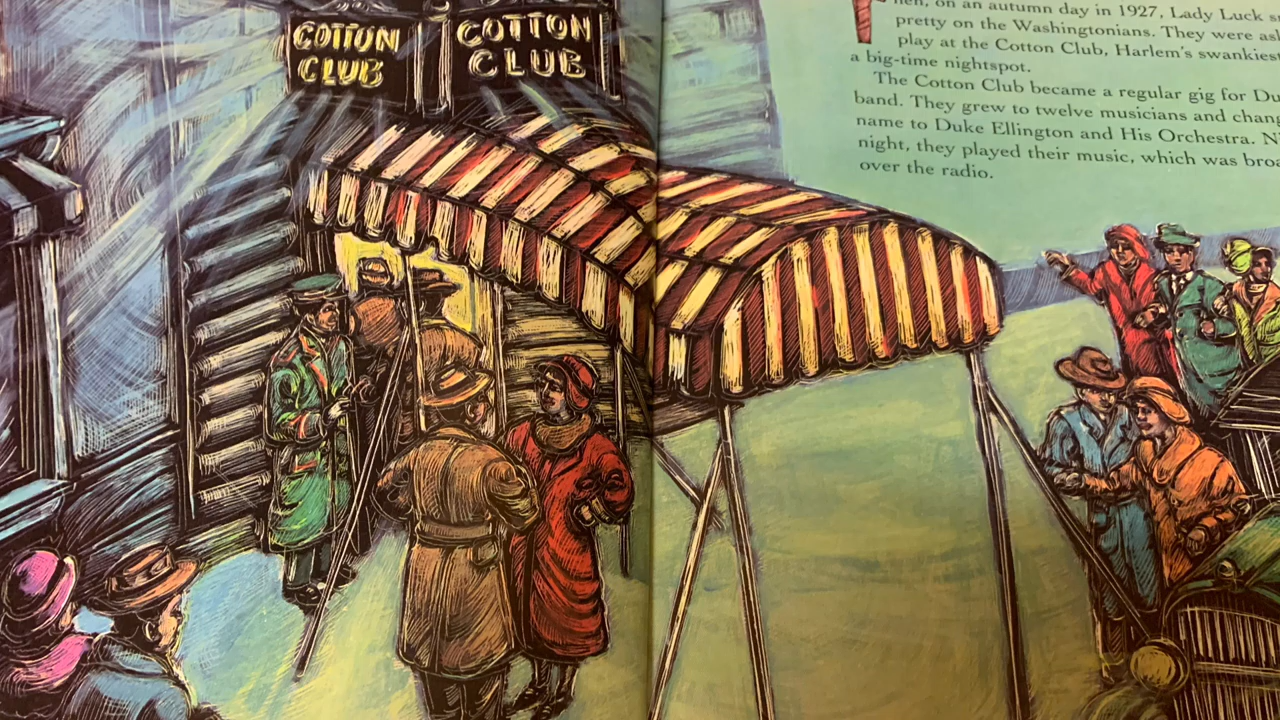 COTTON
CLUB
COTTON
CLUB
on an autumn day in 1927, Lady Luck
pretty on the Washingtonians. They were
play at the Cotton Club, Harlem's swankiest
a big-time nightspot.
The Cotton Club became a regular gig for
band. They grew to twelve musicians and
name to Duke Ellington and His Orchestra.
night, they played their music, which was
over the radio.